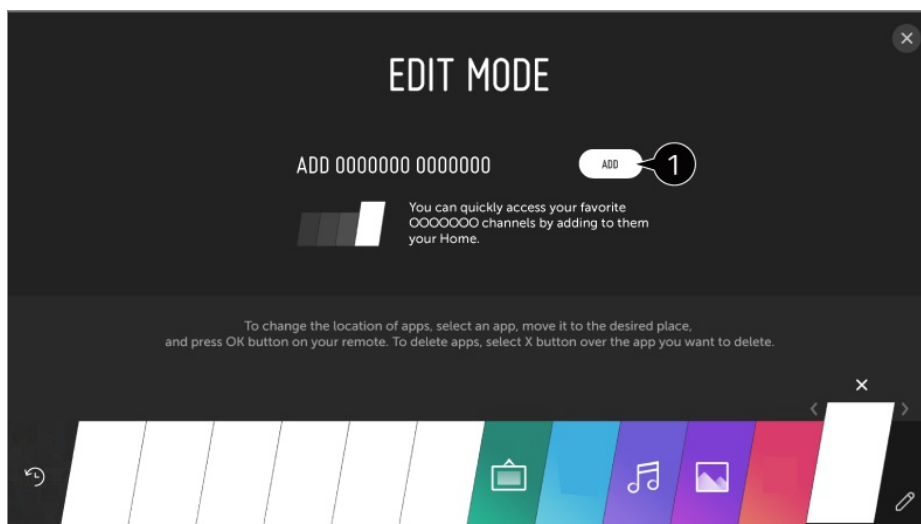 EDIT MODE
ADD OOOOOOO OOOOOOO
ADD
1
You can quickly access your favorite
OOOOOOO channels by adding to them
your Home.
To change the location of apps, select an app, move it to the desired place,
and press OK button on your remote. To delete apps, select X button over the app you want to delete.